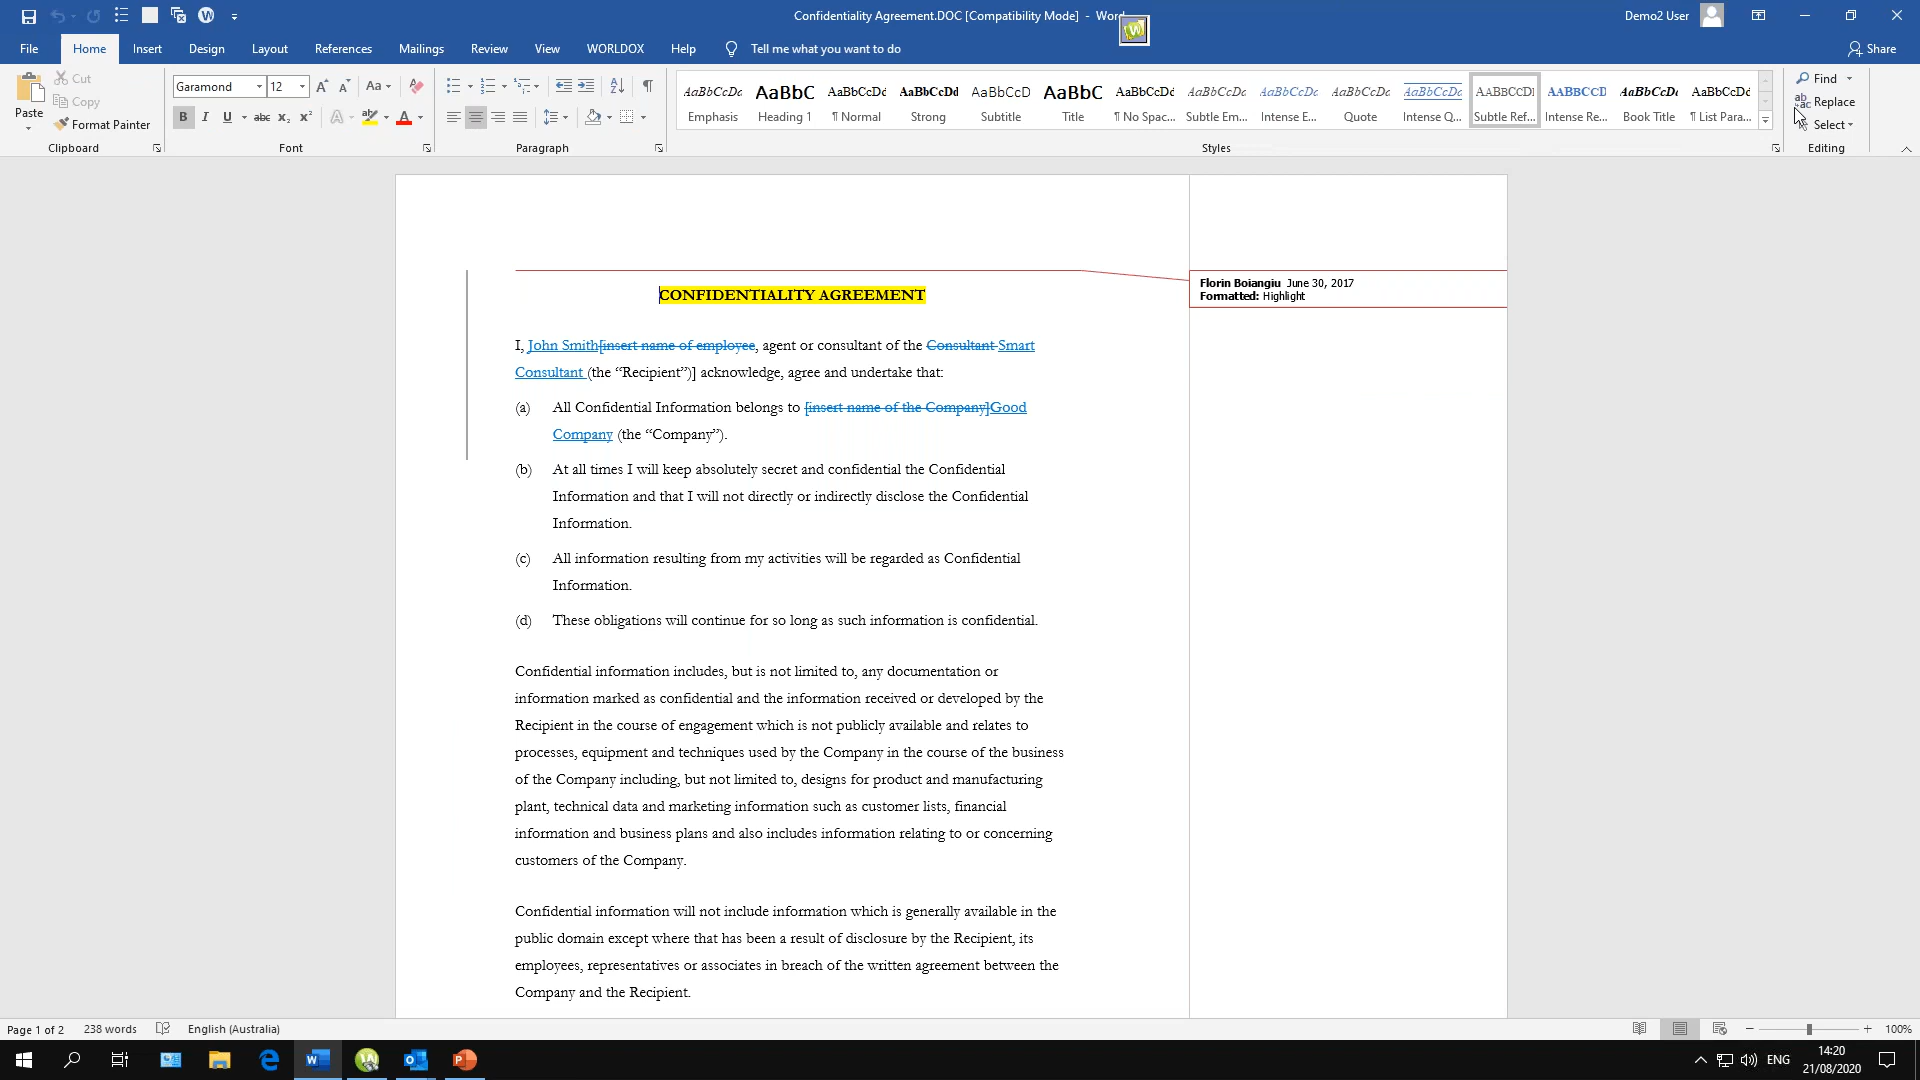 Confidentiality Agreement.DOC [Compatibility Mode] - Word
Demo2 User
File Home Insert Design Layout References Mailings Review View WORLDOX Help Tell me what you want to do Share
Paste
Cut
Copy
Format Painter
Clipboard
Garamond 12
Font
Paragraph
AaBbCcDc AaBbC AaBbCcDd AaBbCcDd AaBbCcD AaBbC AaBbCcDd AaBbCcDc AaBbCcDc AaBbCcDc AaBbCcDc AABBCCDI AABBCCD AaBbCcDc AaBbCcDd
Emphasis Heading 1 ¶ Normal Strong Subtitle Title ¶ No Spac... Subtle Em... Intense E... Quote Intense Q... Subtle Ref... Intense Re... Book Title ¶ List Para...
Styles
Find
Replace
Select
Editing
CONFIDENTIALITY AGREEMENT
Florin Boiangiu June 30, 2017
Formatted: Highlight
I, John Smith[insert name of employee, agent or consultant of the Consultant Smart
Consultant (the “Recipient”)] acknowledge, agree and undertake that:
(a) All Confidential Information belongs to [insert name of the Company]Good
Company (the “Company”).
(b) At all times I will keep absolutely secret and confidential the Confidential
Information and that I will not directly or indirectly disclose the Confidential
Information.
(c) All information resulting from my activities will be regarded as Confidential
Information.
(d) These obligations will continue for so long as such information is confidential.
Confidential information includes, but is not limited to, any documentation or
information marked as confidential and the information received or developed by the
Recipient in the course of engagement which is not publicly available and relates to
processes, equipment and techniques used by the Company in the course of the business
of the Company including, but not limited to, designs for product and manufacturing
plant, technical data and marketing information such as customer lists, financial
information and business plans and also includes information relating to or concerning
customers of the Company.
Confidential information will not include information which is generally available in the
public domain except where that has been a result of disclosure by the Recipient, its
employees, representatives or associates in breach of the written agreement between the
Company and the Recipient.
Page 1 of 2 238 words English (Australia) 100%
ENG
14:20
21/08/2020